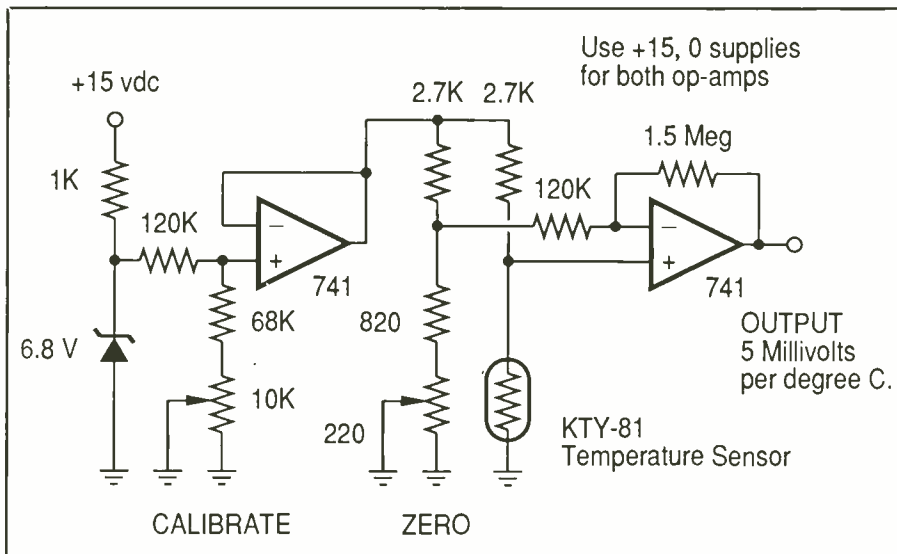 Use +15, 0 supplies
for both op-amps
+15 vdc
2.7K 2.7K
1.5 Meg
1K
120K
120K
−
+
741
−
+
741
68K
820
6.8 V
10K
220
OUTPUT
5 Millivolts
per degree C.
KTY-81
Temperature Sensor
CALIBRATE
ZERO